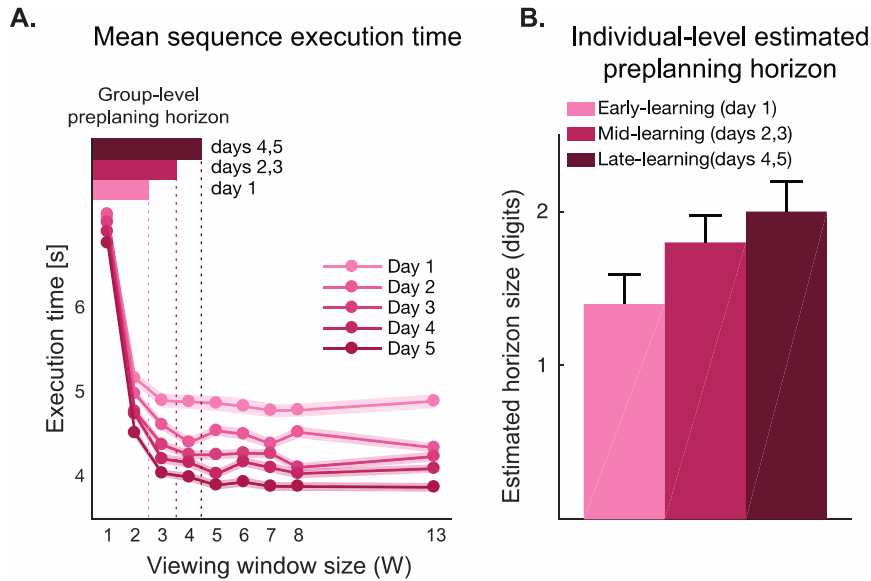 A.
Mean sequence execution time
Group-level
preplaning horizon
days 4,5
days 2,3
day 1
Execution time [s]
6
5
4
Day 1
Day 2
Day 3
Day 4
Day 5
1 2 3 4 5 6 7 8 13
Viewing window size (W)
B.
Individual-level estimated
preplanning horizon
Early-learning (day 1)
Mid-learning (days 2,3)
Late-learning(days 4,5)
Estimated horizon size (digits)
2
1